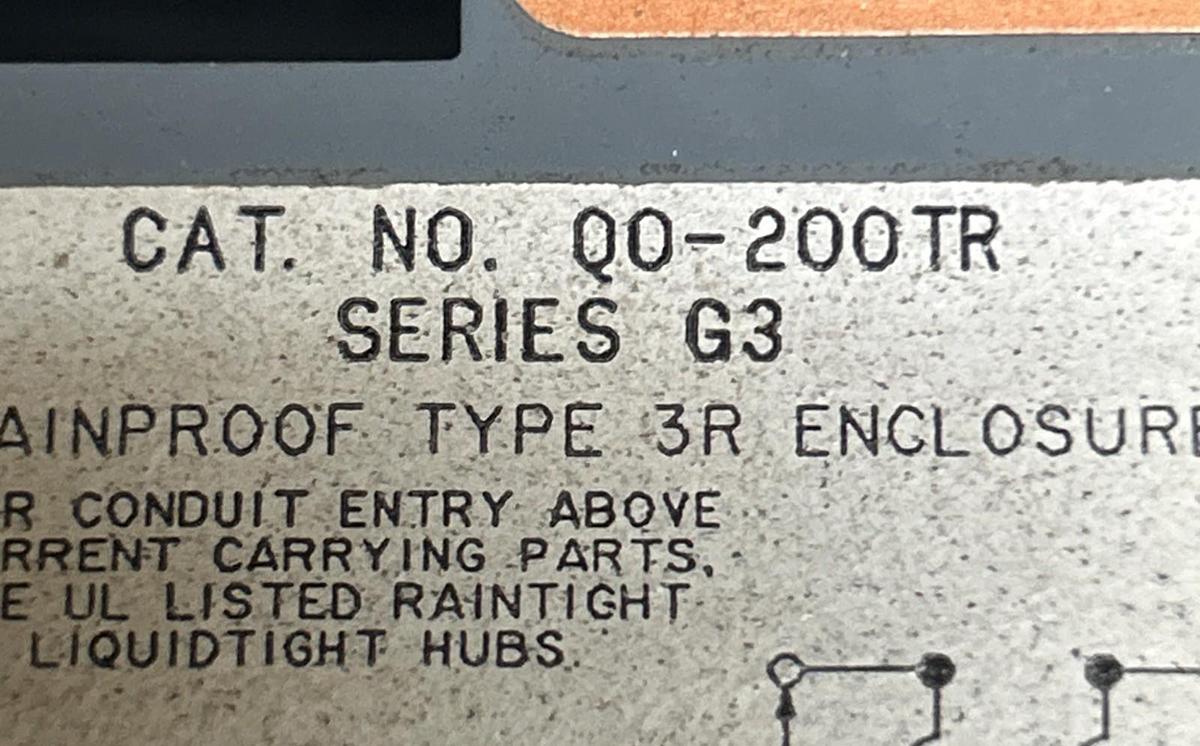 CAT. NO. QO-200TR
SERIES G3
AINPROOF TYPE 3R ENCLOSURE
R CONDUIT ENTRY ABOVE
RRENT CARRYING PARTS,
E UL LISTED RAINTIGHT
LIQUIDTIGHT HUBS.